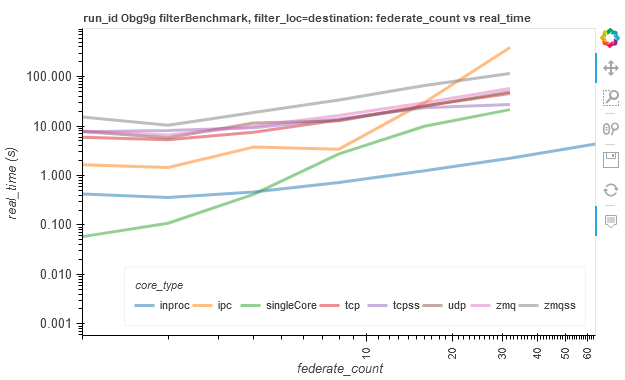 run_id Obg9g filterBenchmark, filter_loc=destination: federate_count vs real_time
100.000
10.000
1.000
0.100
0.010
0.001
real_time (s)
core_type
inproc ipc singleCore tcp tcpss udp zmq zmqss
10 20 30 40 50 60
federate_count